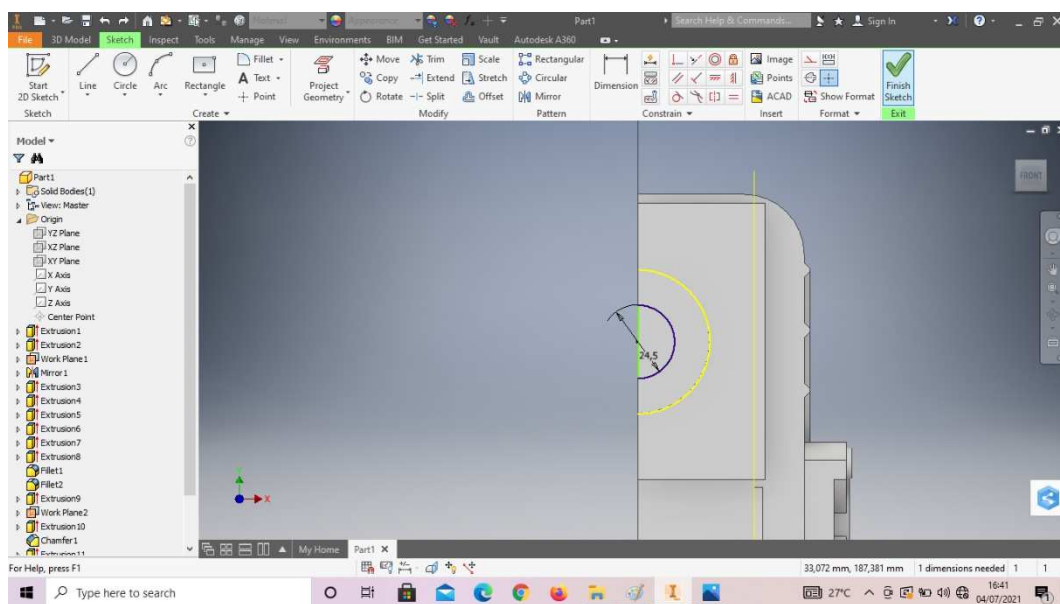 Normal Appearance Part1 Search Help & Commands... Sign In
File 3D Model Sketch Inspect Tools Manage View Environments BIM Get Started Vault Autodesk A360
Start
2D Sketch
Line
Circle
Arc
Rectangle
Fillet
Text
Point
Project
Geometry
Move Trim Scale
Copy Extend Stretch
Rotate Split Offset
Rectangular
Circular
Mirror
Dimension
Image
Points
ACAD
Show Format
Finish
Sketch
Sketch Create Modify Pattern Constrain Insert Format Exit
Model
Part1
Solid Bodies(1)
View: Master
Origin
YZ Plane
XZ Plane
XY Plane
X Axis
Y Axis
Z Axis
Center Point
Extrusion1
Extrusion2
Work Plane1
Mirror1
Extrusion3
Extrusion4
Extrusion5
Extrusion6
Extrusion7
Extrusion8
Fillet1
Fillet2
Extrusion9
Work Plane2
Extrusion10
Chamfer1
Extrusion11
FRONT
24,5
X
My Home Part1
For Help, press F1
33,072 mm, 187,381 mm 1 dimensions needed 1 1
Type here to search
27°C
16:41
04/07/2021